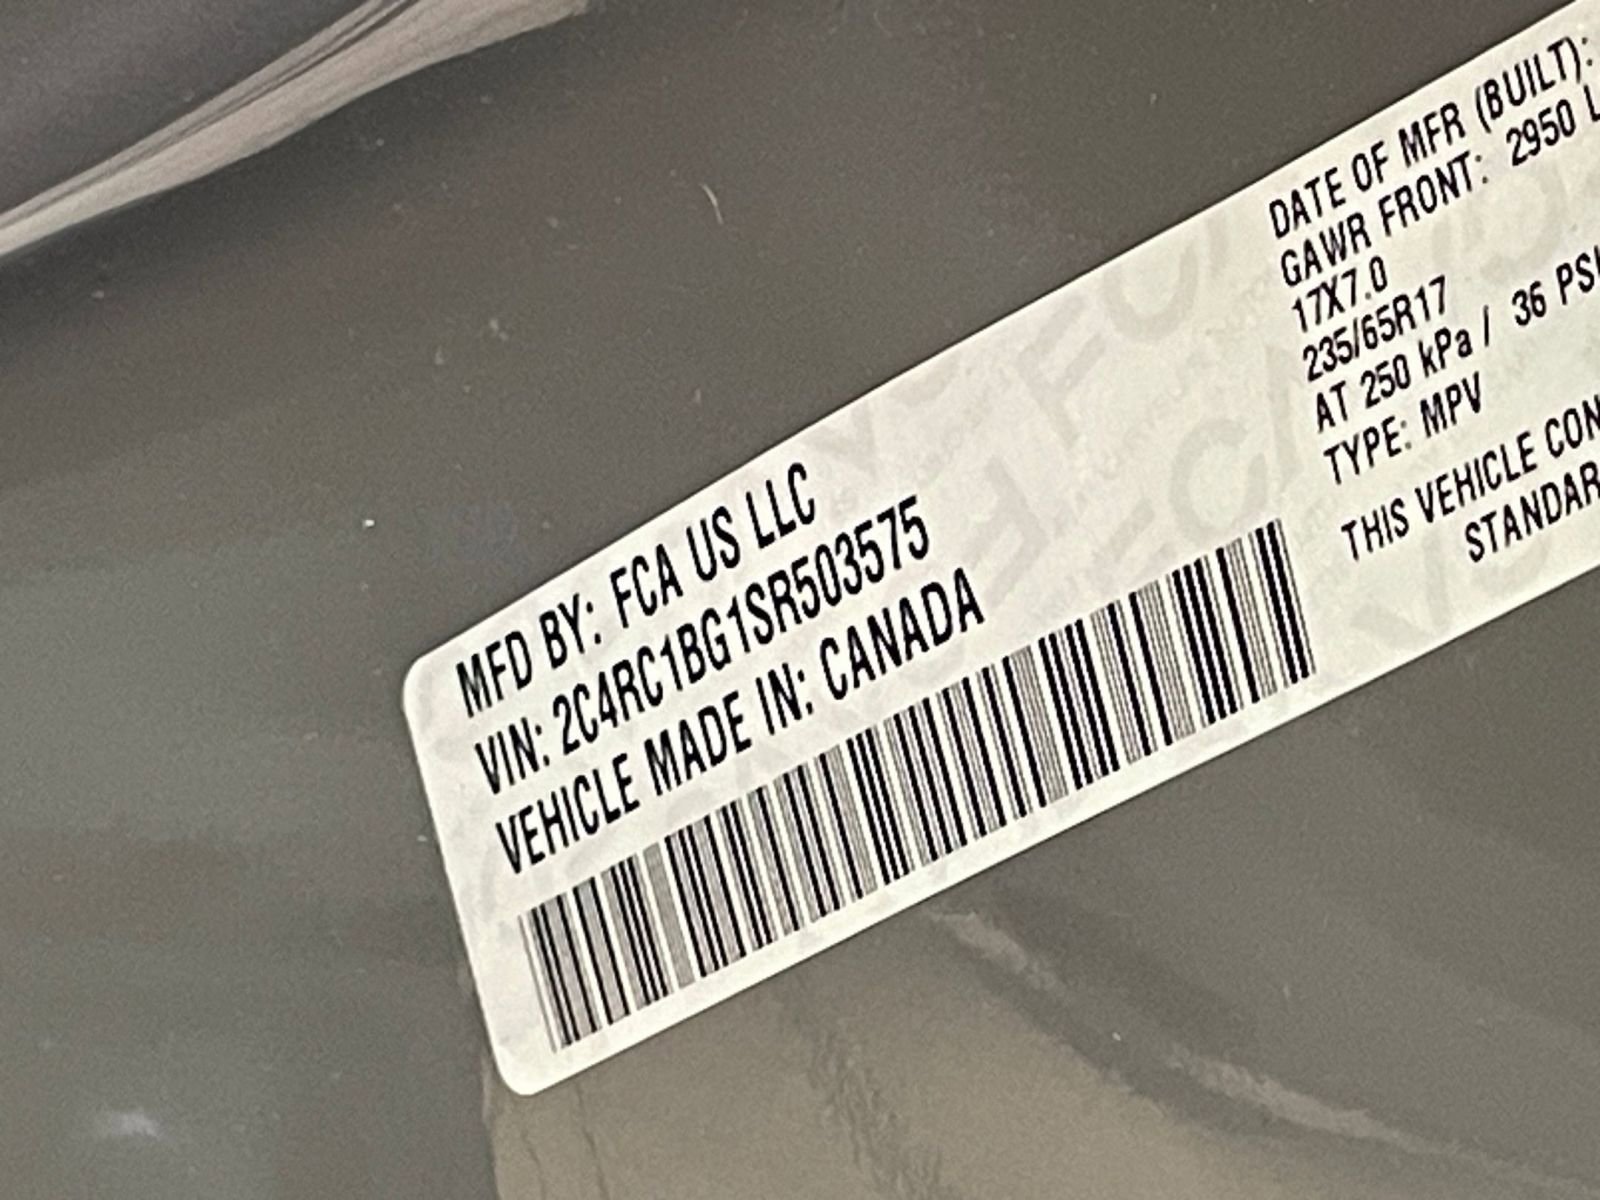 MFD BY: FCA US LLC
VIN: 2C4RC1BG1SR503575
VEHICLE MADE IN: CANADA
DATE OF MFR (BUILT):
GAWR FRONT: 2950 L
17X7.0
235/65R17
AT 250 kPa / 36 PSI
TYPE: MPV
THIS VEHICLE CON
STANDAR